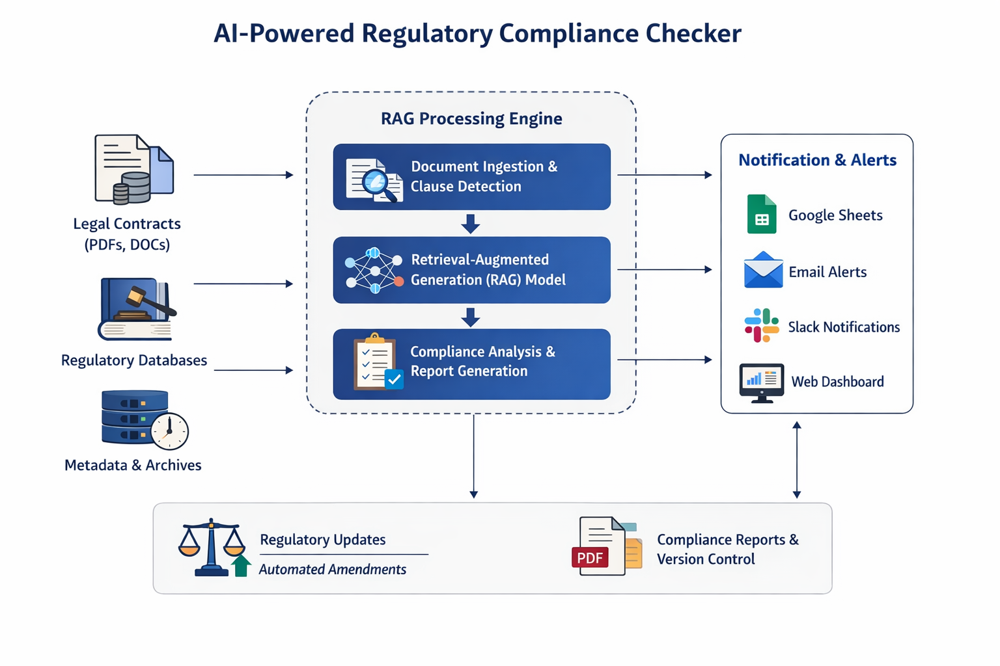 AI-Powered Regulatory Compliance Checker
Legal Contracts
(PDFs, DOCs)
Regulatory Databases
Metadata & Archives
RAG Processing Engine
Document Ingestion &
Clause Detection
Retrieval-Augmented
Generation (RAG) Model
Compliance Analysis &
Report Generation
Notification & Alerts
Google Sheets
Email Alerts
Slack Notifications
Web Dashboard
Regulatory Updates
Automated Amendments
PDF
Compliance Reports &
Version Control